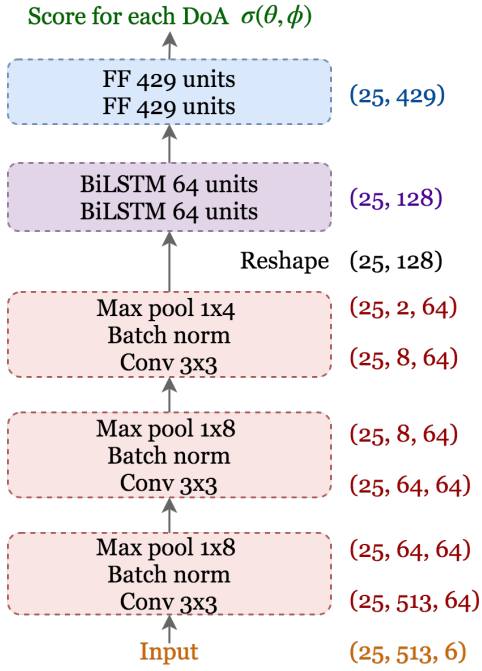 Score for each DoA σ(θ, ϕ)
FF 429 units
FF 429 units
(25, 429)
BiLSTM 64 units
BiLSTM 64 units
(25, 128)
Reshape
(25, 128)
Max pool 1x4
(25, 2, 64)
Batch norm
Conv 3x3
(25, 8, 64)
Max pool 1x8
(25, 8, 64)
Batch norm
Conv 3x3
(25, 64, 64)
Max pool 1x8
(25, 64, 64)
Batch norm
Conv 3x3
(25, 513, 64)
Input
(25, 513, 6)